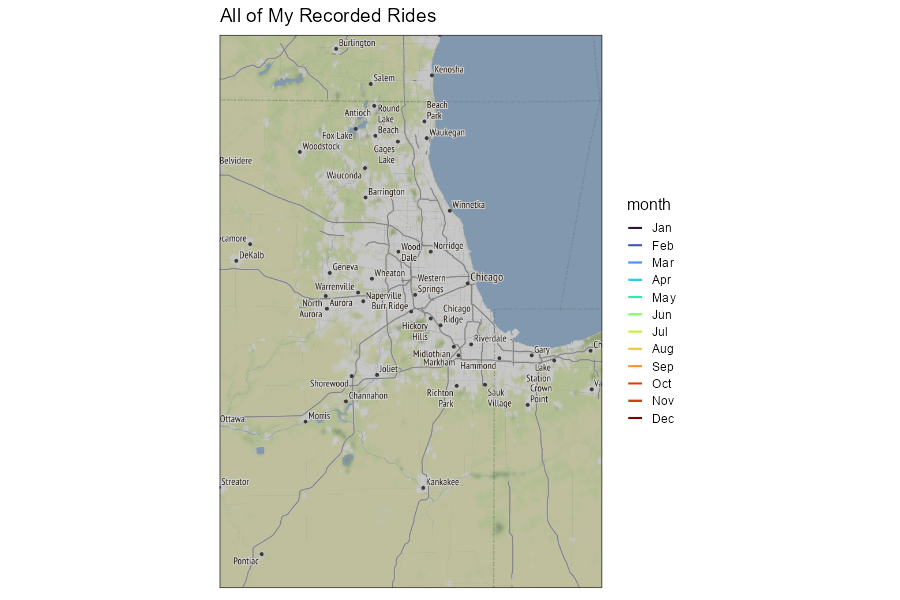 All of My Recorded Rides
Burlington
Kenosha
Salem
Beach
Park
Antioch
Round
Lake
Beach
Fox Lake
Waukegan
Woodstock
Gages
Lake
Belvidere
Wauconda
Barrington
Winnetka
ycamore
DeKalb
Wood
Dale
Norridge
Geneva
Wheaton
Western
Springs
Chicago
Warrenville
North
Aurora
Aurora
Naperville
Burr Ridge
Chicago
Ridge
Hickory
Hills
Riverdale
Midlothian
Markham
Hammond
Gary
Ch
Lake
Station
Joliet
Shorewood
Channahon
Richton
Park
Sauk
Village
Crown
Point
Va
Ottawa
Morris
Streator
Kankakee
Pontiac
month
Jan
Feb
Mar
Apr
May
Jun
Jul
Aug
Sep
Oct
Nov
Dec